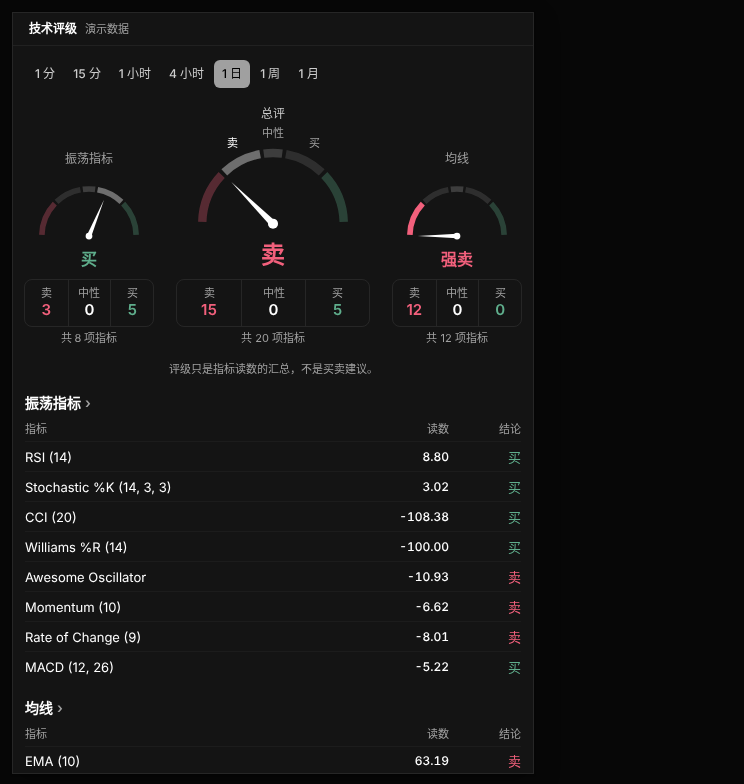 技术评级 演示数据
1 分 15 分 1 小时 4 小时 1 日 1 周 1 月
总评
卖 中性 买
振荡指标
均线
买
卖
强卖
卖 中性 买
3 0 5
共 8 项指标
卖 中性 买
15 0 5
共 20 项指标
卖 中性 买
12 0 0
共 12 项指标
评级只是指标读数的汇总，不是买卖建议。
振荡指标 ›
指标 读数 结论
RSI (14) 8.80 买
Stochastic %K (14, 3, 3) 3.02 买
CCI (20) -108.38 买
Williams %R (14) -100.00 买
Awesome Oscillator -10.93 卖
Momentum (10) -6.62 卖
Rate of Change (9) -8.01 卖
MACD (12, 26) -5.22 买
均线 ›
指标 读数 结论
EMA (10) 63.19 卖